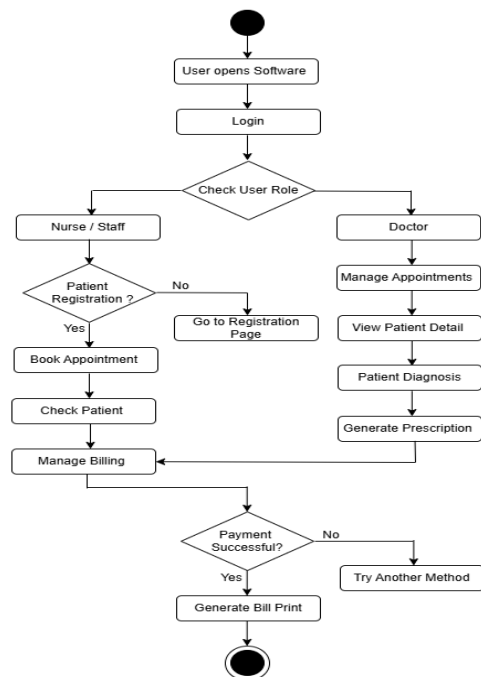 User opens Software
Login
Check User Role
Nurse / Staff
Doctor
Patient
Registration ?
No
Yes
Manage Appointments
Go to Registration
Page
View Patient Detail
Book Appointment
Patient Diagnosis
Check Patient
Generate Prescription
Manage Billing
Payment
Successful?
No
Yes
Try Another Method
Generate Bill Print